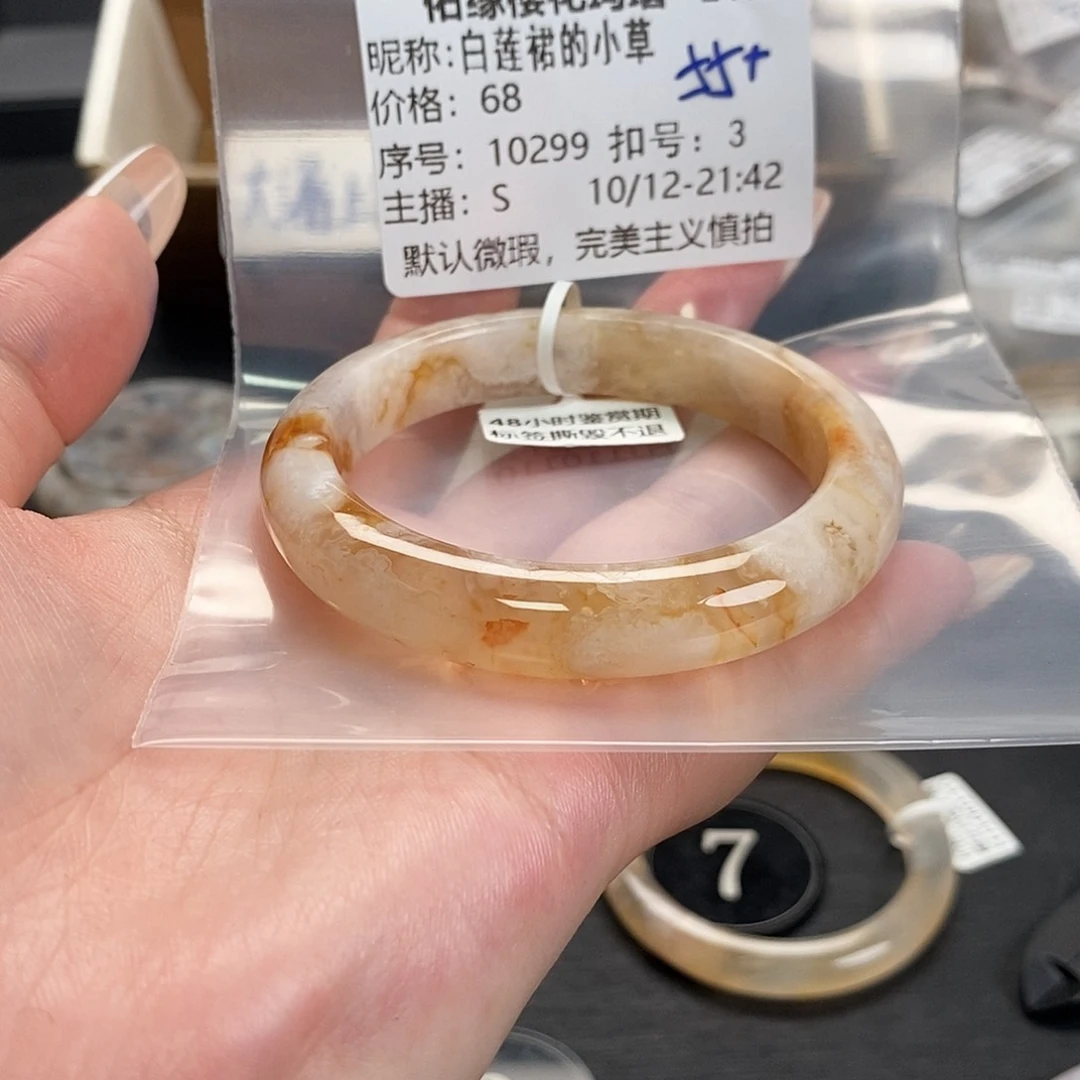 昵称:白莲裙的小草
55+
价格: 68
序号: 10299 扣号: 3
主播: S 10/12-21:42
默认微瑕，完美主义慎拍
48小时鉴赏期
标签撕毁不退
7